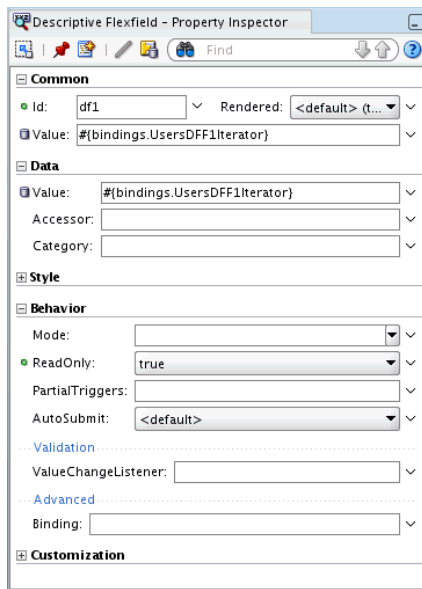 Descriptive Flexfield - Property Inspector
Find
Common
Id: df1 Rendered: <default> (t...
Value: #{bindings.UsersDFF1Iterator}
Data
Value: #{bindings.UsersDFF1Iterator}
Accessor:
Category:
Style
Behavior
Mode:
ReadOnly: true
PartialTriggers:
AutoSubmit: <default>
Validation
ValueChangeListener:
Advanced
Binding:
Customization